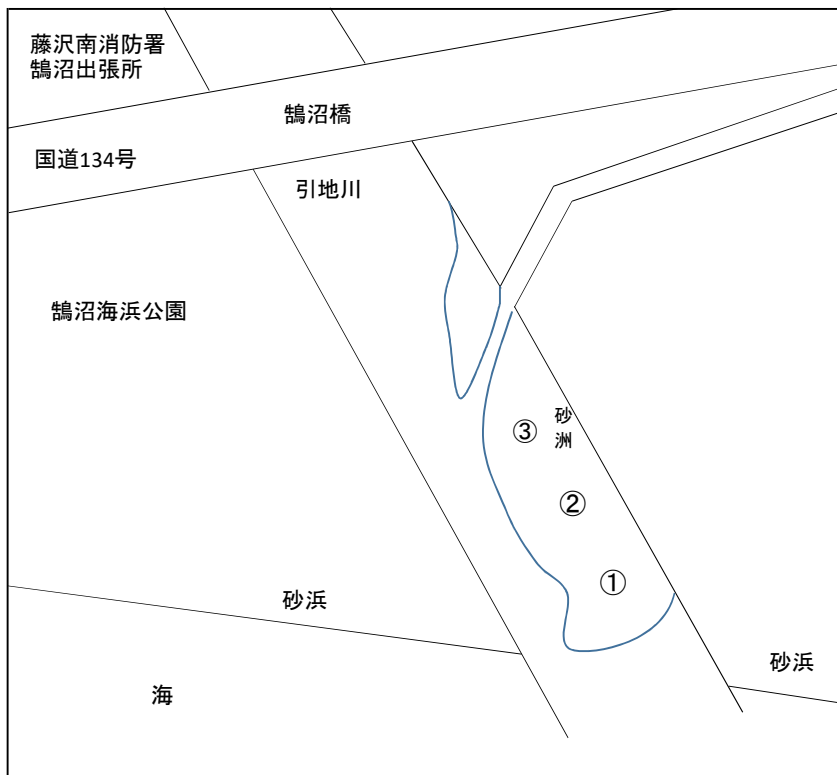 藤沢南消防署
鵠沼出張所
鵠沼橋
国道134号
引地川
鵠沼海浜公園
砂洲
③
②
①
砂浜
砂浜
海